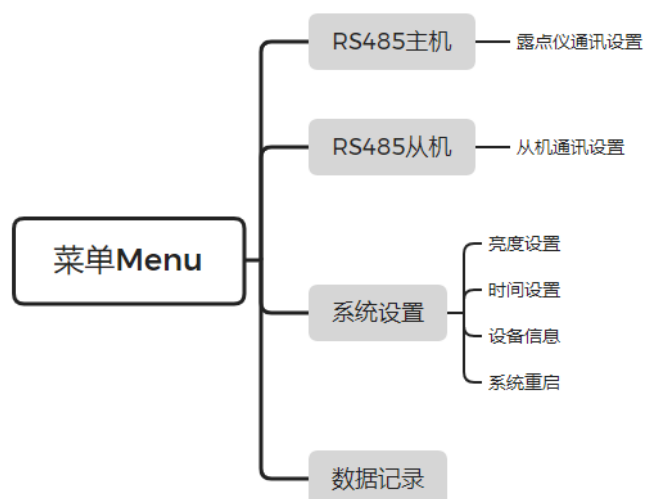 RS485主机
露点仪通讯设置
RS485从机
从机通讯设置
菜单Menu
系统设置
亮度设置
时间设置
设备信息
系统重启
数据记录